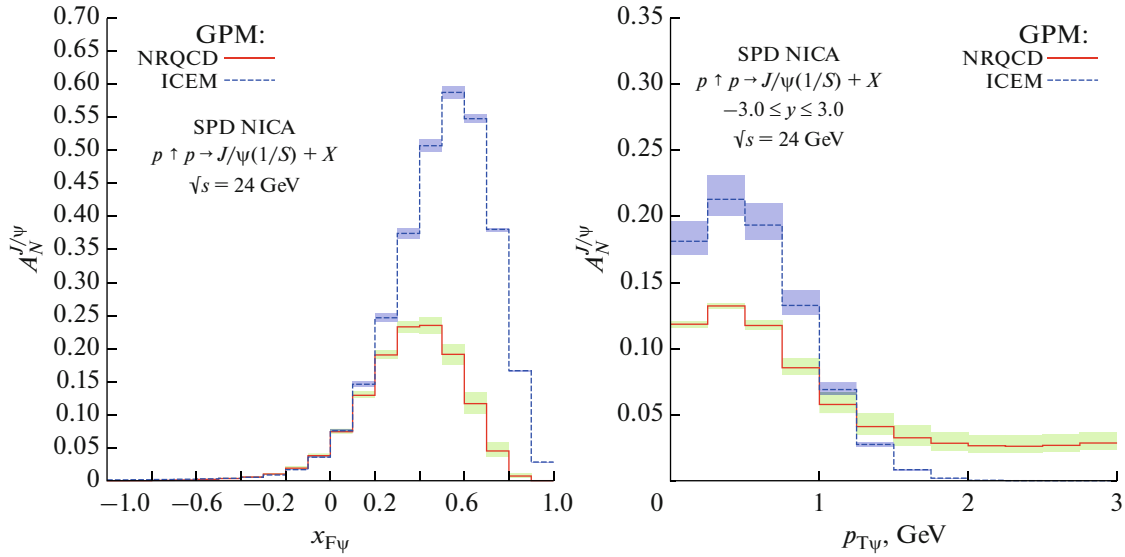 0.70
0.65
0.60
0.55
0.50
0.45
0.40
0.35
0.30
0.25
0.20
0.15
0.10
0.05
0
A_N^{J/ψ}
GPM:
NRQCD
ICEM
SPD NICA
p ↑ p → J/ψ(1/S) + X
√s = 24 GeV
−1.0 −0.6 −0.2 0 0.2 0.6 1.0
x_{Fψ}
0.35
0.30
0.25
0.20
0.15
0.10
0.05
A_N^{J/ψ}
SPD NICA
p ↑ p → J/ψ(1/S) + X
−3.0 ≤ y ≤ 3.0
√s = 24 GeV
GPM:
NRQCD
ICEM
0 1 2 3
p_{Tψ}, GeV